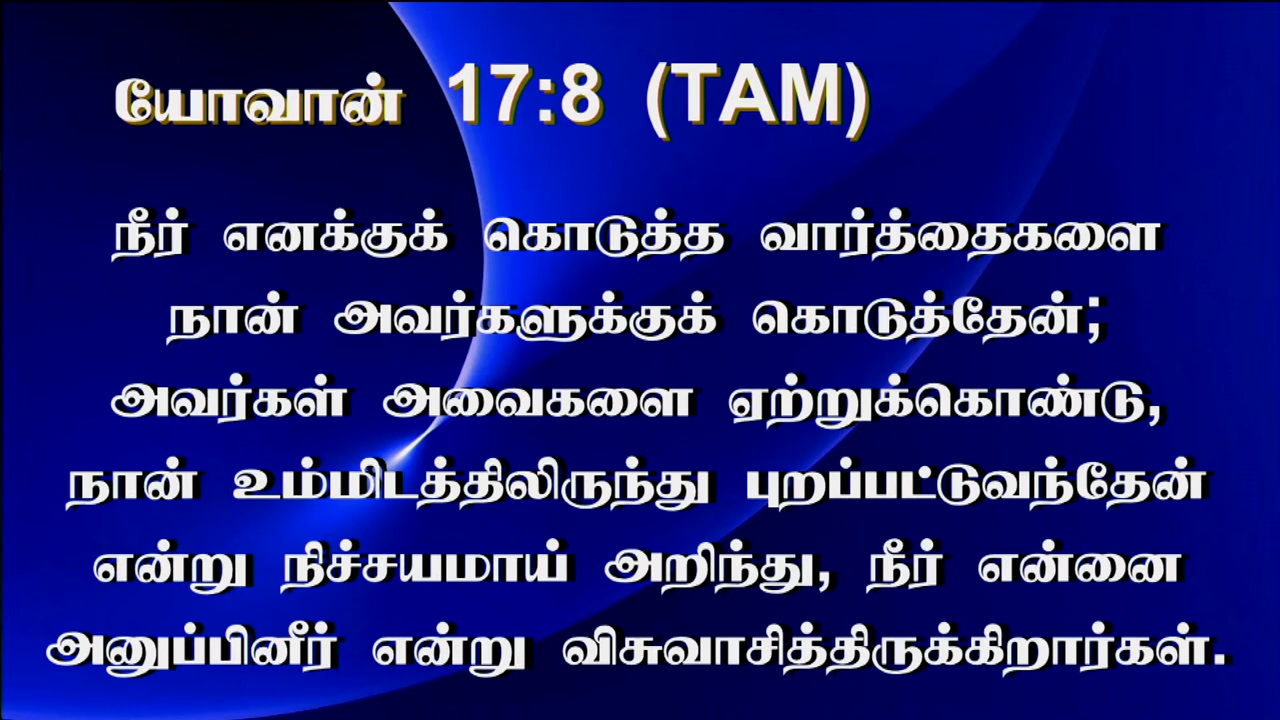 யோவான் 17:8 (TAM)
நீர் எனக்குக் கொடுத்த வார்த்தைகளை
நான் அவர்களுக்குக் கொடுத்தேன்;
அவர்கள் அவைகளை ஏற்றுக்கொண்டு,
நான் உம்மிடத்திலிருந்து புறப்பட்டுவந்தேன்
என்று நிச்சயமாய் அறிந்து, நீர் என்னை
அனுப்பினீர் என்று விசுவாசித்திருக்கிறார்கள்.